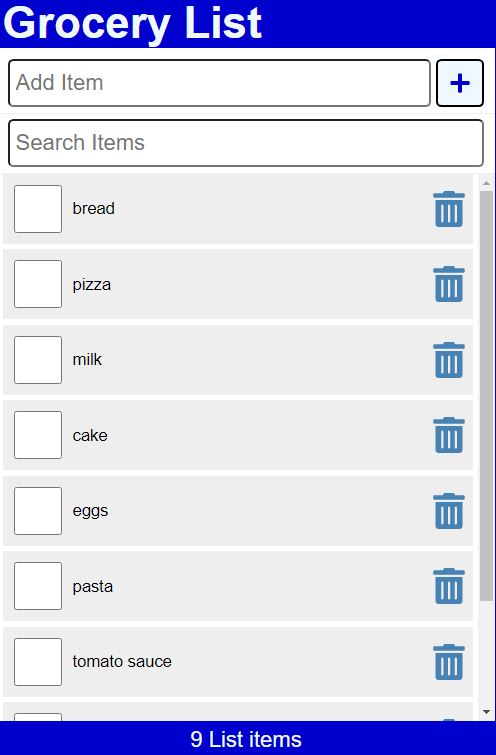 Grocery List
Add Item
+
Search Items
bread
pizza
milk
cake
eggs
pasta
tomato sauce
9 List items